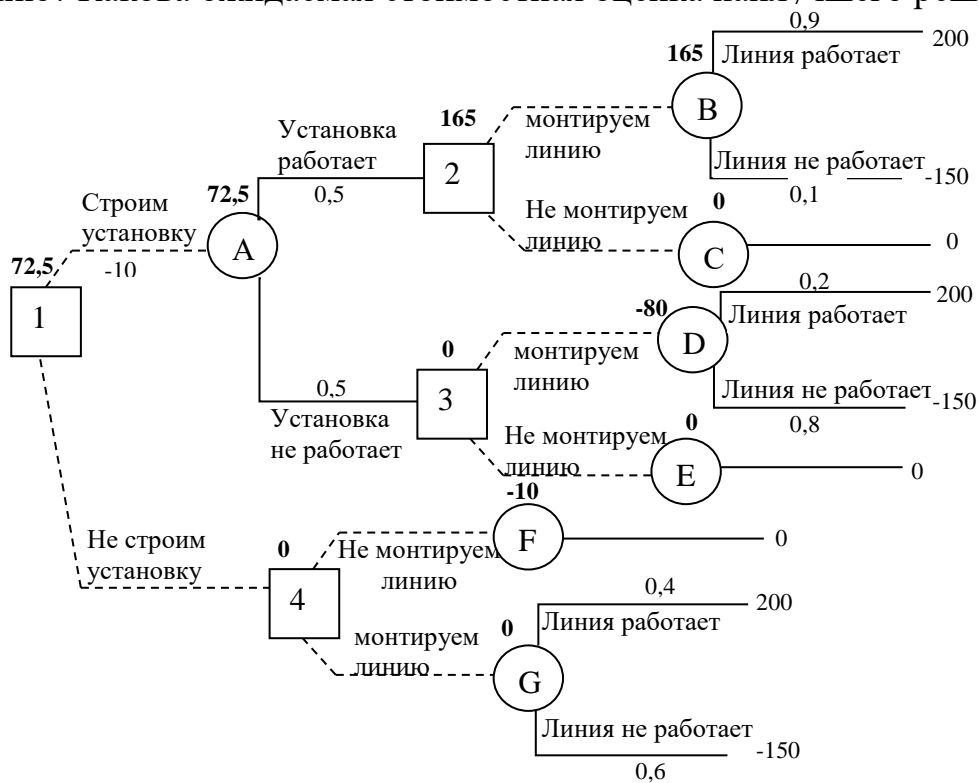 0,9
200
165
Линия работает
B
165
монтируем
линию
Установка
работает
2
Линия не работает
-150
0,1
0,5
72,5
0
Строим
установку
Не монтируем
линию
A
C
0
72,5
-10
0,2
200
1
-80
Линия работает
D
0
монтируем
линию
0,5
3
Линия не работает
-150
0,8
Установка
не работает
Не монтируем
линию
0
E
0
-10
Не строим
установку
0
Не монтируем
линию
F
0
4
0,4
200
0
Линия работает
монтируем
линию
G
Линия не работает
-150
0,6